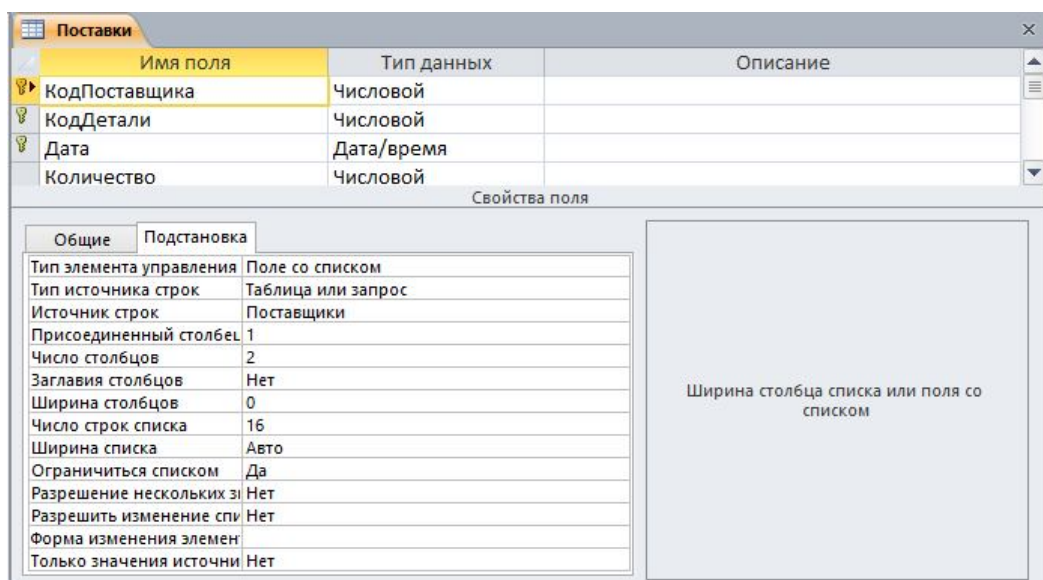 Поставки
Имя поля Тип данных Описание
КодПоставщика Числовой
КодДетали Числовой
Дата Дата/время
Количество Числовой
Свойства поля
Общие Подстановка
Тип элемента управления Поле со списком
Тип источника строк Таблица или запрос
Источник строк Поставщики
Присоединенный столбец 1
Число столбцов 2
Заглавия столбцов Нет
Ширина столбцов 0
Число строк списка 16
Ширина списка Авто
Ограничиться списком Да
Разрешение нескольких з Нет
Разрешить изменение спи Нет
Форма изменения элемен
Только значения источни Нет
Ширина столбца списка или поля со
списком